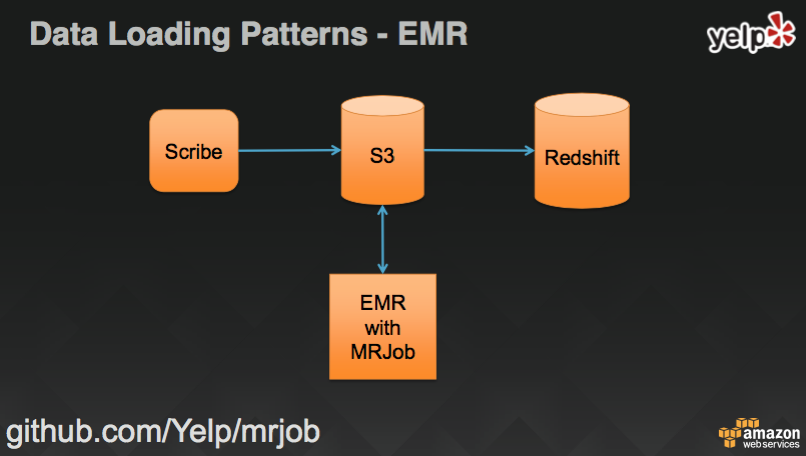 Data Loading Patterns - EMR
yelp
Scribe
S3
Redshift
EMR
with
MRJob
github.com/Yelp/mrjob
amazon
web services